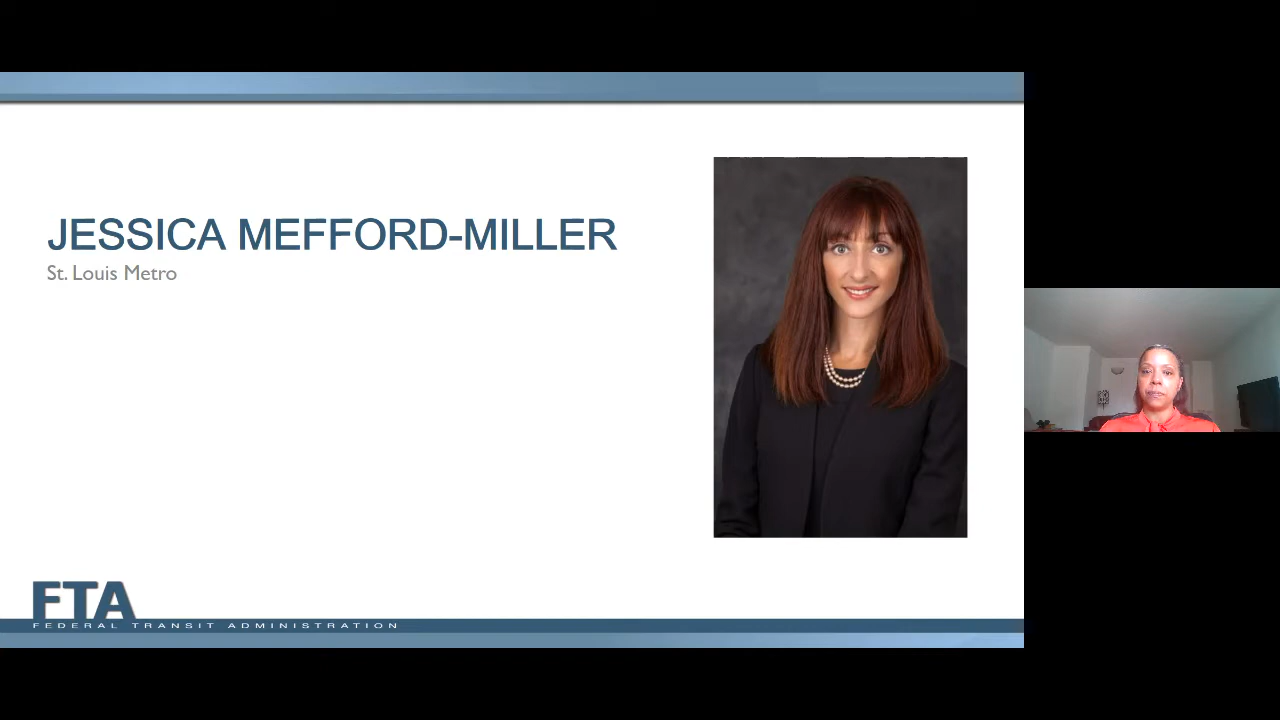 JESSICA MEFFORD-MILLER
St. Louis Metro
FTA
FEDERAL TRANSIT ADMINISTRATION